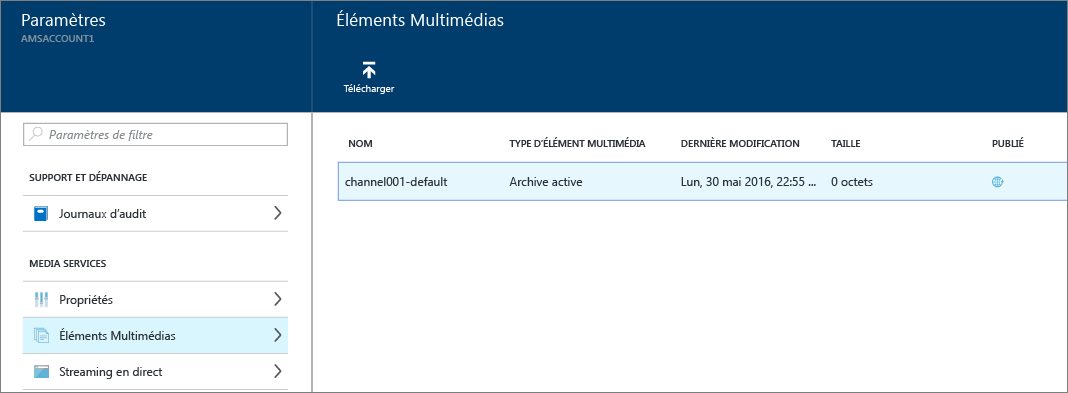 Paramètres
AMSACCOUNT1
Paramètres de filtre
SUPPORT ET DÉPANNAGE
Journaux d'audit
MEDIA SERVICES
Propriétés
Éléments Multimédias
Streaming en direct
Éléments Multimédias
Télécharger
NOM TYPE D'ÉLÉMENT MULTIMÉDIA DERNIÈRE MODIFICATION TAILLE PUBLIÉ
channel001-default Archive active Lun, 30 mai 2016, 22:55 ... 0 octets